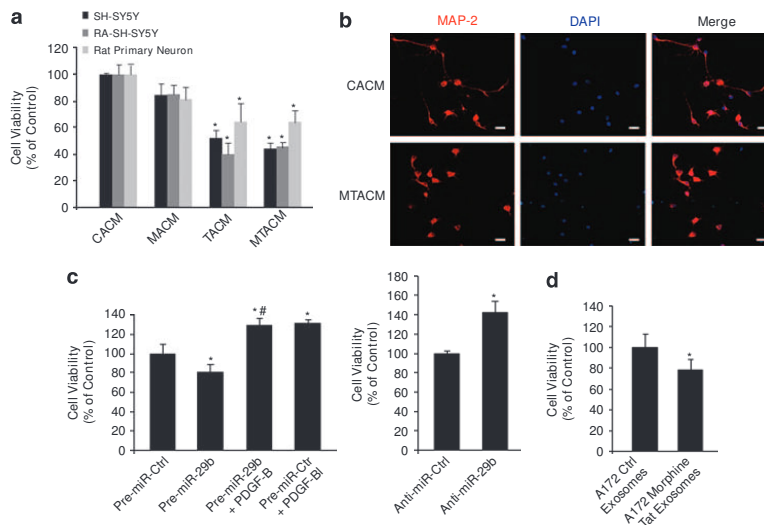 a
SH-SY5Y
RA-SH-SY5Y
Rat Primary Neuron
Cell Viability
(% of Control)
120
100
80
60
40
20
0
* * * * * *
CACM
MACM
TACM
MTACM
b
MAP-2 DAPI Merge
CACM
MTACM
c
Cell Viability
(% of Control)
140
120
100
80
60
40
20
0
* *# *
Pre-miR-Ctrl
Pre-miR-29b
Pre-miR-29b
+ PDGF-B
Pre-miR-Ctr
l+ PDGF-Bl
Cell Viability
(% of Control)
180
160
140
120
100
80
60
40
20
0
*
Anti-miR-Ctrl
Anti-miR-29b
d
Cell Viability
(% of Control)
140
120
100
80
60
40
20
0
*
A172 Ctrl
Exosomes
A172 Morphine
Tat Exosomes